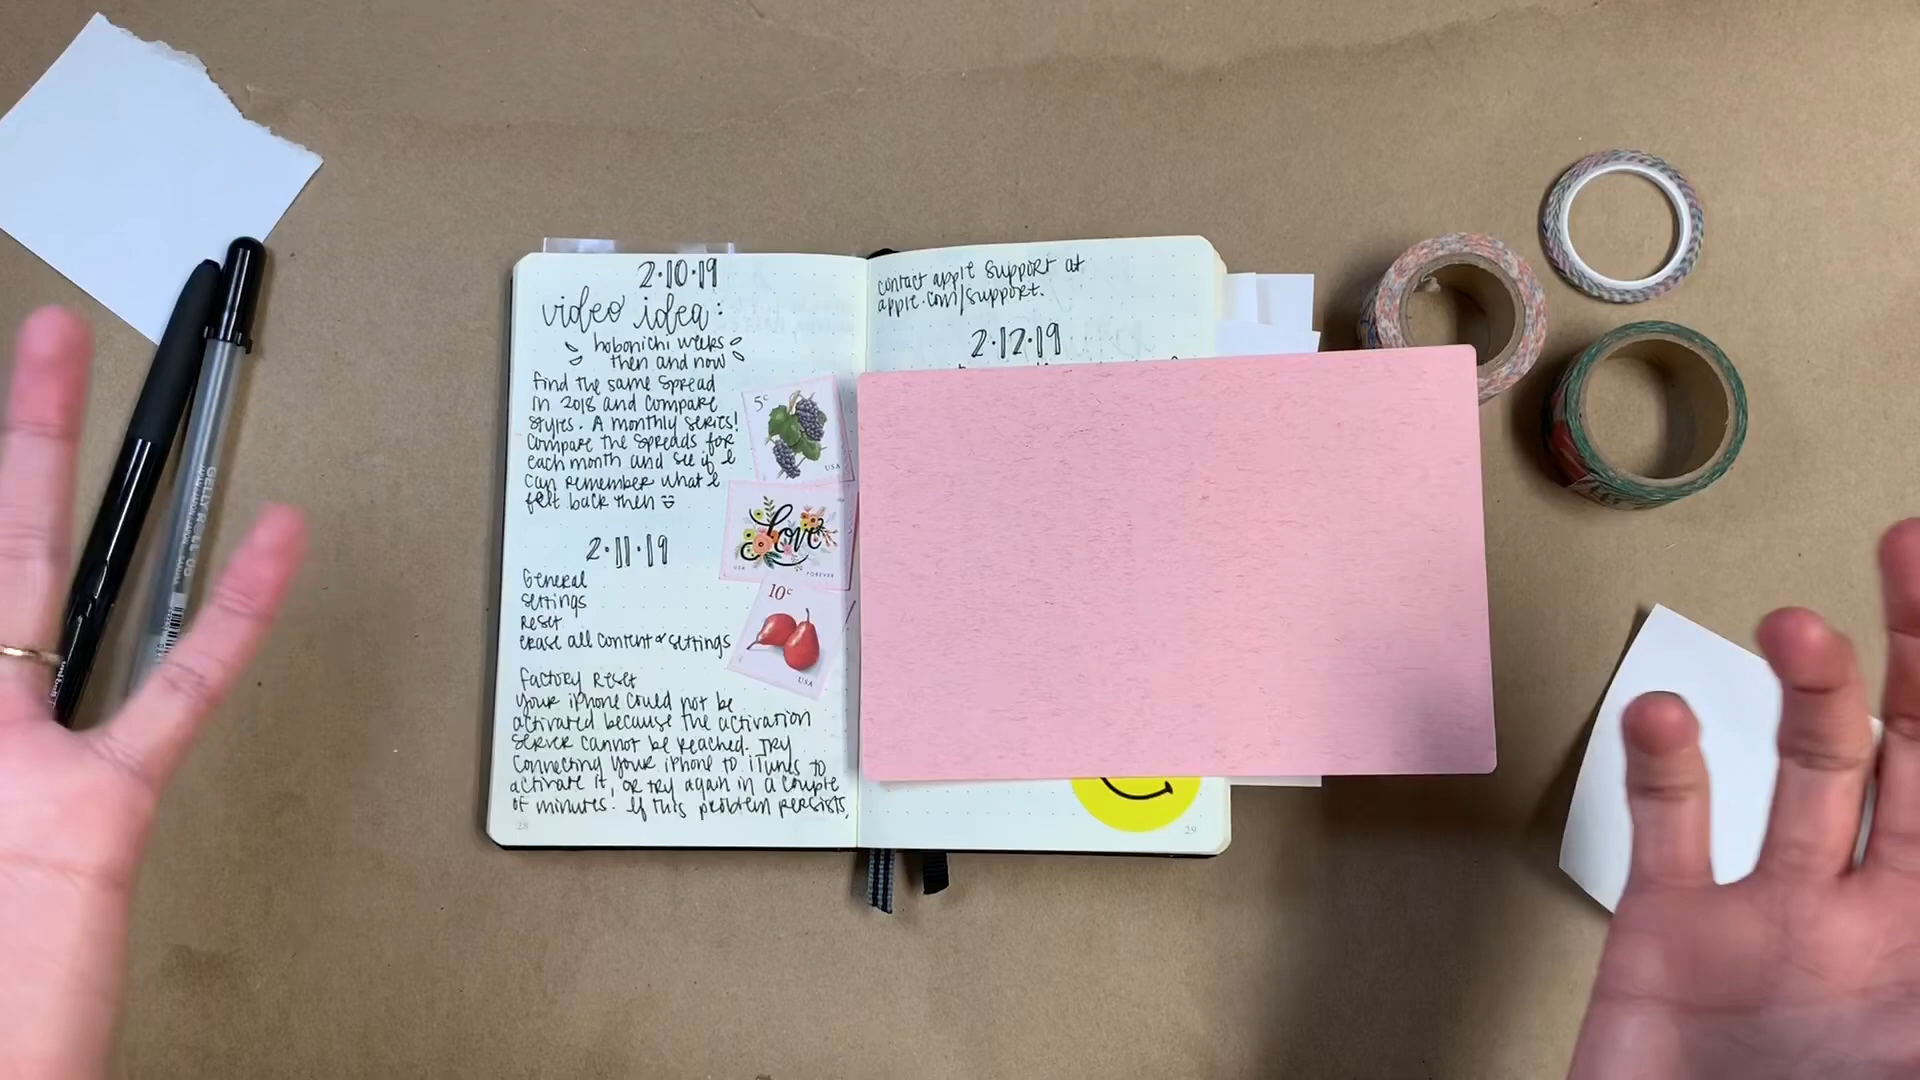 2.10.19
video idea:
hobonichi weeks
then and now
find the same spread
in 2018 and compare
styles. A monthly series!
Compare the spreads for
each month and see if I
can remember what I
felt back then
2.11.19
General
Settings
Reset
Erase all content & settings
Factory Reset
Your iPhone could not be
activated because the activation
server cannot be reached. Try
connecting your iPhone to iTunes to
activate it, or try again in a couple
of minutes. If this problem persists,
28
5c
USA
Love
USA
FOREVER
10c
USA
contact apple support at
apple.com/support.
2.12.19
29
GELLY ROLL 08